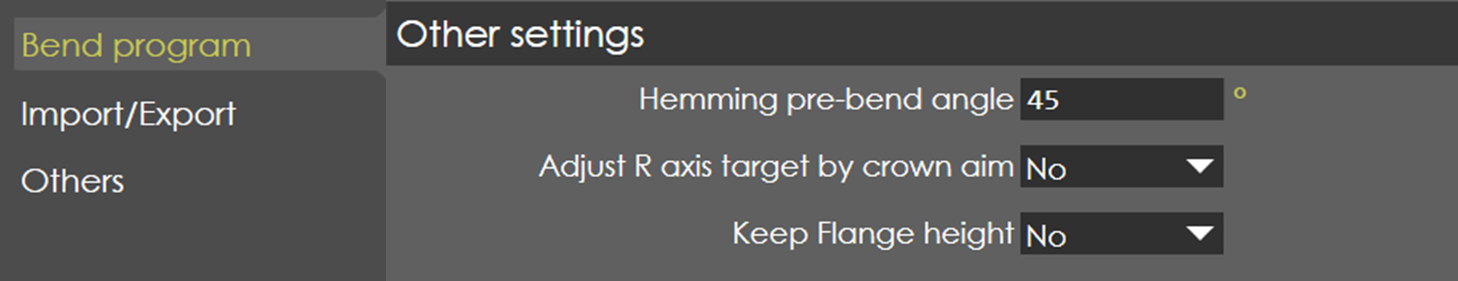 Bend program
Import/Export
Others
Other settings
Hemming pre-bend angle 45 °
Adjust R axis target by crown aim No
Keep Flange height No